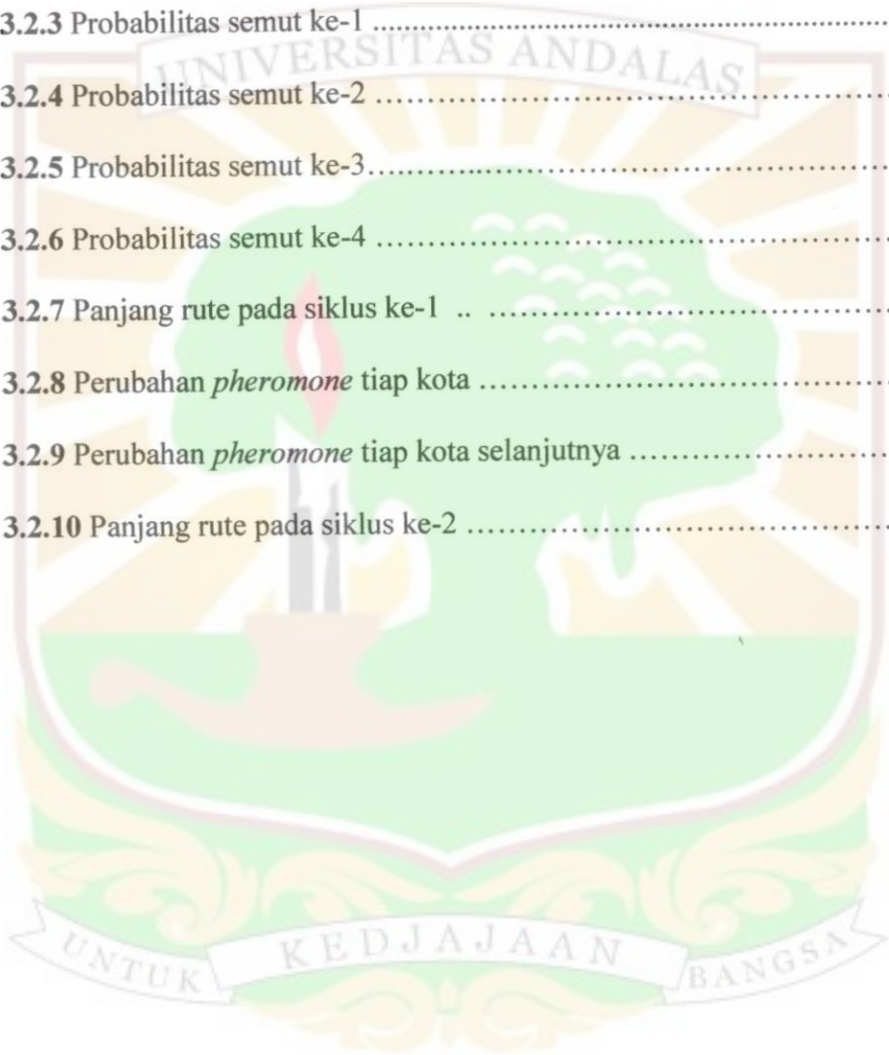 3.2.3 Probabilitas semut ke-1 ............................................................
UNIVERSITAS ANDALAS
3.2.4 Probabilitas semut ke-2 ............................................................
3.2.5 Probabilitas semut ke-3............................................................
3.2.6 Probabilitas semut ke-4 ............................................................
3.2.7 Panjang rute pada siklus ke-1 .. ...............................................
3.2.8 Perubahan pheromone tiap kota ...............................................
3.2.9 Perubahan pheromone tiap kota selanjutnya ..............................
3.2.10 Panjang rute pada siklus ke-2 .................................................
UNTUK KEDJAJAAN BANGSA